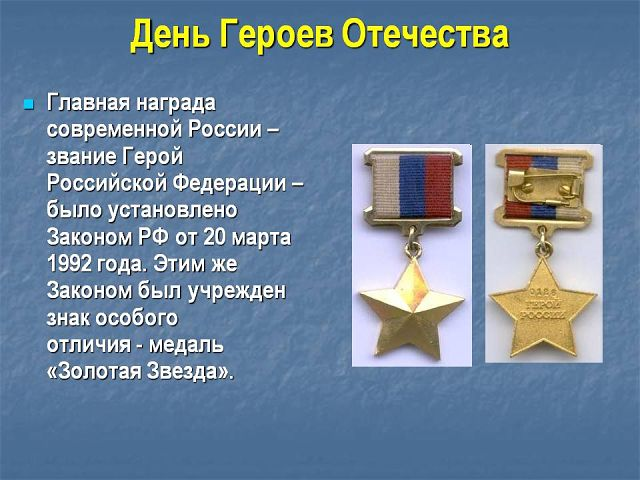 День Героев Отечества
Главная награда
современной России –
звание Герой
Российской Федерации –
было установлено
Законом РФ от 20 марта
1992 года. Этим же
Законом был учрежден
знак особого
отличия - медаль
«Золотая Звезда».
ГЕРОЙ
РОССИИ